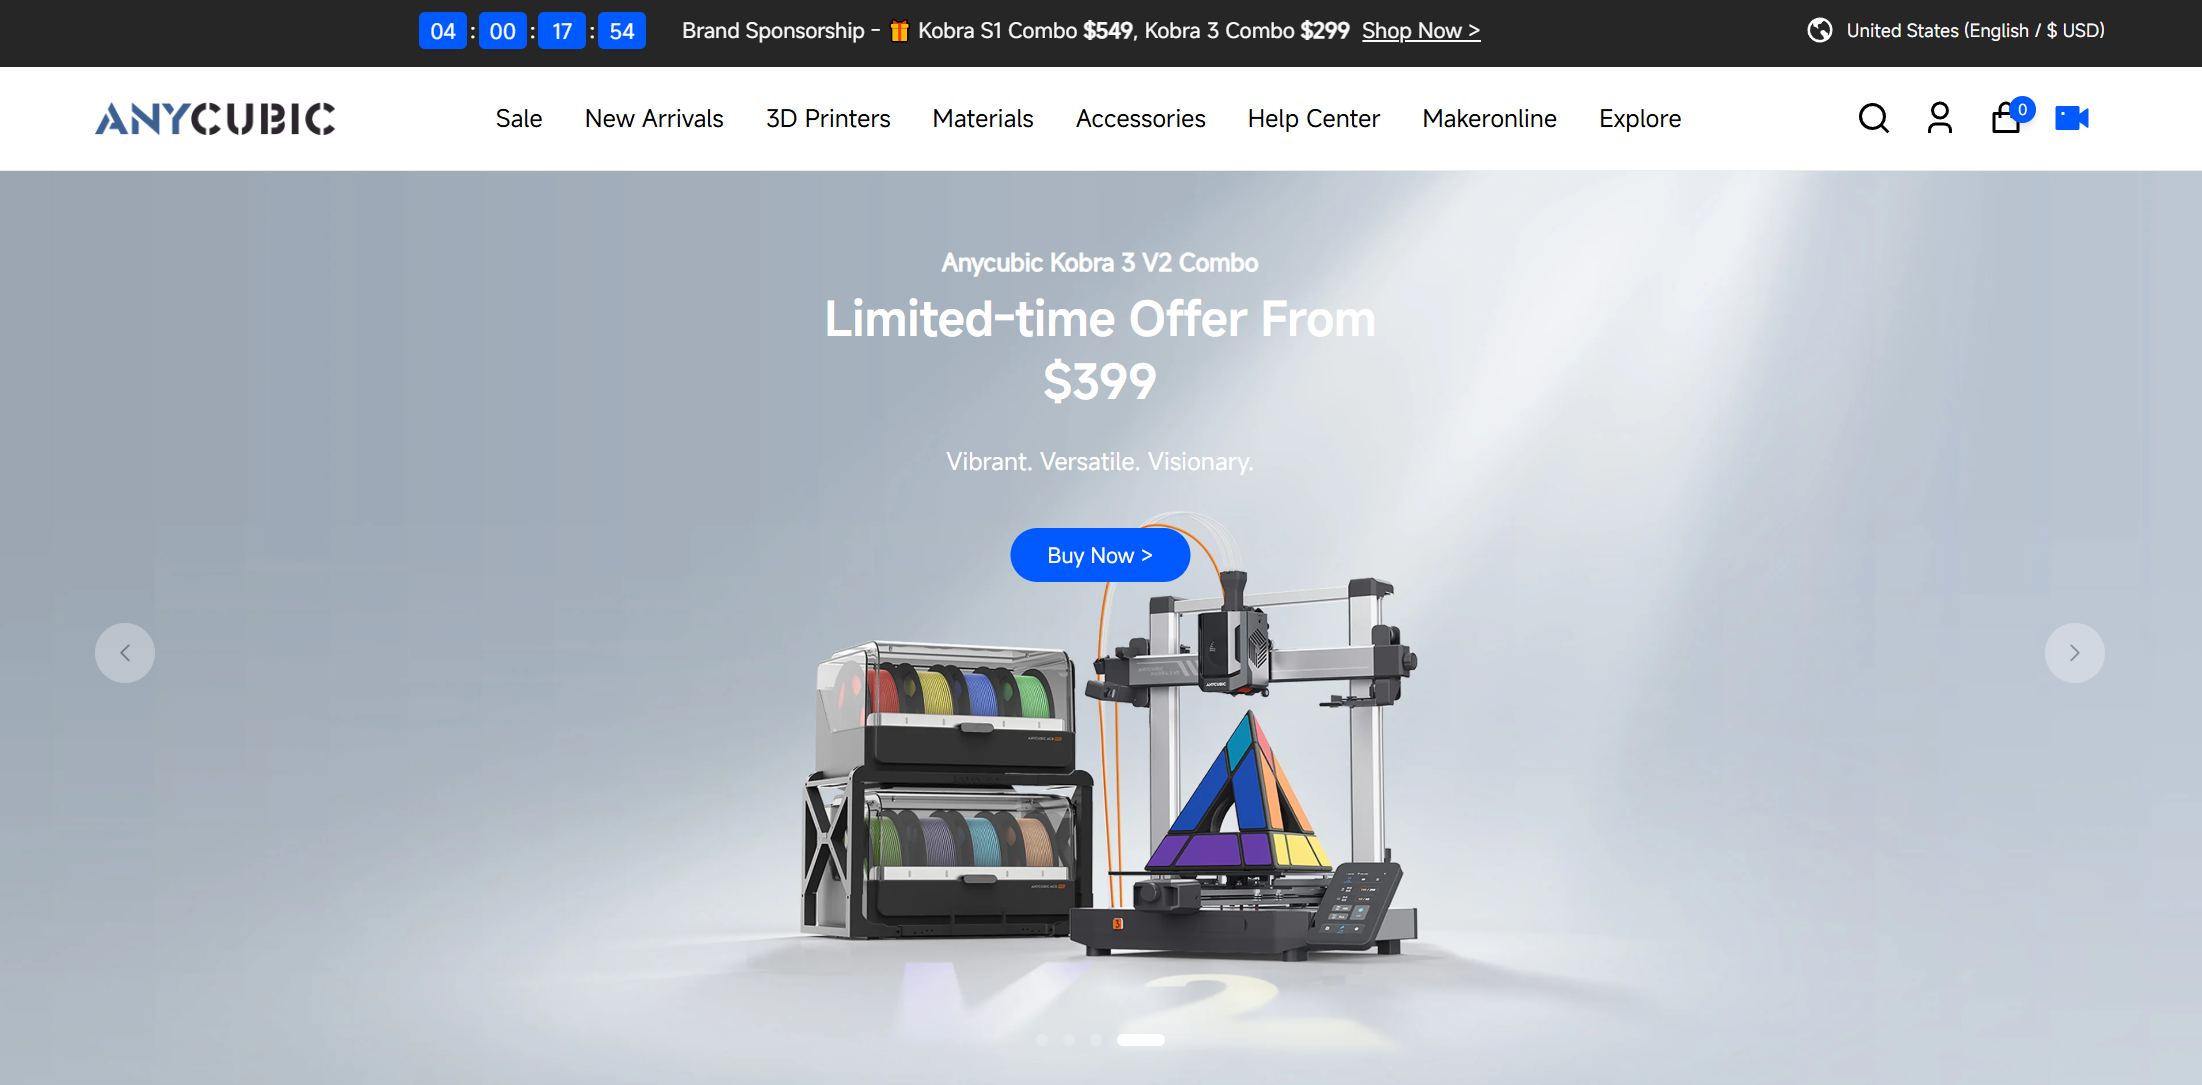 04 : 00 : 17 : 54
Brand Sponsorship - 🎁 Kobra S1 Combo $549, Kobra 3 Combo $299 Shop Now >
United States (English / $ USD)
ANYCUBIC
Sale
New Arrivals
3D Printers
Materials
Accessories
Help Center
Makeronline
Explore
0
Anycubic Kobra 3 V2 Combo
Limited-time Offer From
$399
Vibrant. Versatile. Visionary.
Buy Now >
ANYCUBIC
3
V2